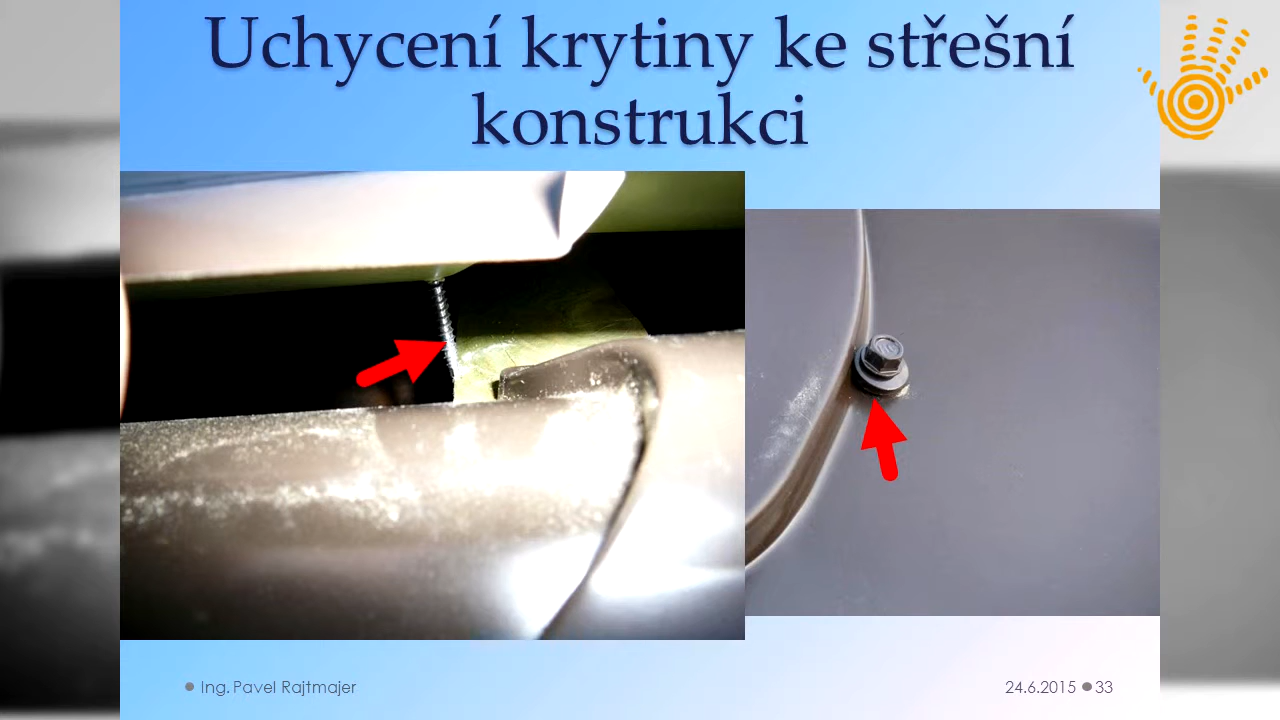 Uchycení krytiny ke střešní
konstrukci
Ing. Pavel Rajtmajer
24.6.2015 33